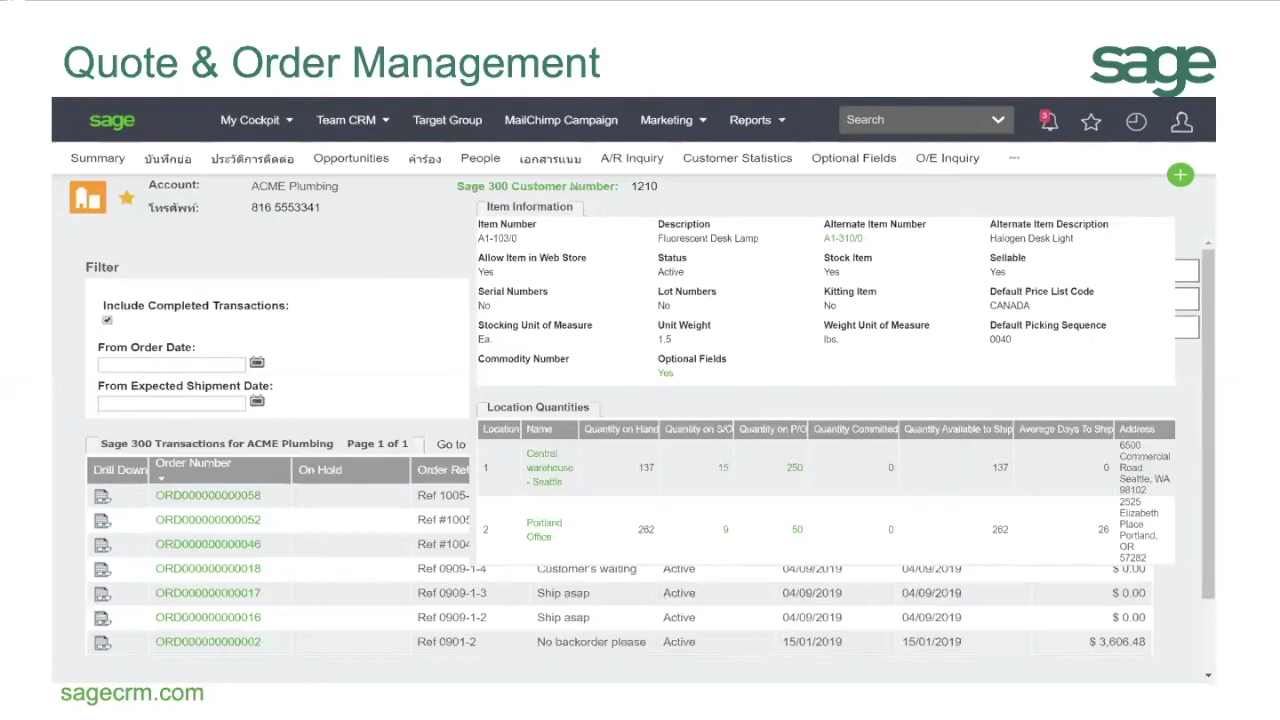 Quote & Order Management
sage
sage My Cockpit Team CRM Target Group MailChimp Campaign Marketing Reports Search 3
Summary บันทึกย่อ ประวัติการติดต่อ Opportunities คำร้อง People เอกสารแนบ A/R Inquiry Customer Statistics Optional Fields O/E Inquiry ...
Account: ACME Plumbing Sage 300 Customer Number: 1210
โทรศัพท์: 816 5553341
Item Information
Item Number Description Alternate Item Number Alternate Item Description
A1-103/0 Fluorescent Desk Lamp A1-310/0 Halogen Desk Light
Allow Item in Web Store Status Stock Item Sellable
Yes Active Yes Yes
Serial Numbers Lot Numbers Kitting Item Default Price List Code
No No No CANADA
Stocking Unit of Measure Unit Weight Weight Unit of Measure Default Picking Sequence
Ea. 1.5 lbs. 0040
Commodity Number Optional Fields
Yes
Filter
Include Completed Transactions:
From Order Date:
From Expected Shipment Date:
Location Quantities
Location Name Quantity on Hand Quantity on S/O Quantity on P/O Quantity Committed Quantity Available to Ship Average Days To Ship Address
1 Central warehouse - Seattle 137 15 250 0 137 0 6500 Commercial Road Seattle, WA 98102
2 Portland Office 262 9 50 0 262 26 2525 Elizabeth Place Portland, OR 57282
Sage 300 Transactions for ACME Plumbing Page 1 of 1 Go to
Drill Down Order Number On Hold Order Ref
ORD000000000058 Ref 1005-
ORD000000000052 Ref #1005
ORD000000000046 Ref #1004
ORD000000000018 Ref 0909-1-4 Customer's waiting Active 04/09/2019 04/09/2019 $ 0.00
ORD000000000017 Ref 0909-1-3 Ship asap Active 04/09/2019 04/09/2019 $ 0.00
ORD000000000016 Ref 0909-1-2 Ship asap Active 04/09/2019 04/09/2019 $ 0.00
ORD000000000002 Ref 0901-2 No backorder please Active 15/01/2019 15/01/2019 $ 3,606.48
sagecrm.com